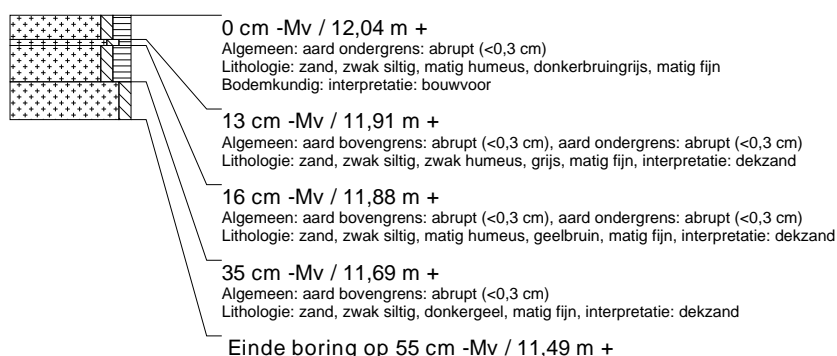 0 cm -Mv / 12,04 m +
Algemeen: aard ondergrens: abrupt (<0,3 cm)
Lithologie: zand, zwak siltig, matig humeus, donkerbruingrijs, matig fijn
Bodemkundig: interpretatie: bouwvoor
13 cm -Mv / 11,91 m +
Algemeen: aard bovengrens: abrupt (<0,3 cm), aard ondergrens: abrupt (<0,3 cm)
Lithologie: zand, zwak siltig, zwak humeus, grijs, matig fijn, interpretatie: dekzand
16 cm -Mv / 11,88 m +
Algemeen: aard bovengrens: abrupt (<0,3 cm), aard ondergrens: abrupt (<0,3 cm)
Lithologie: zand, zwak siltig, matig humeus, geelbruin, matig fijn, interpretatie: dekzand
35 cm -Mv / 11,69 m +
Algemeen: aard bovengrens: abrupt (<0,3 cm)
Lithologie: zand, zwak siltig, donkergeel, matig fijn, interpretatie: dekzand
Einde boring op 55 cm -Mv / 11,49 m +